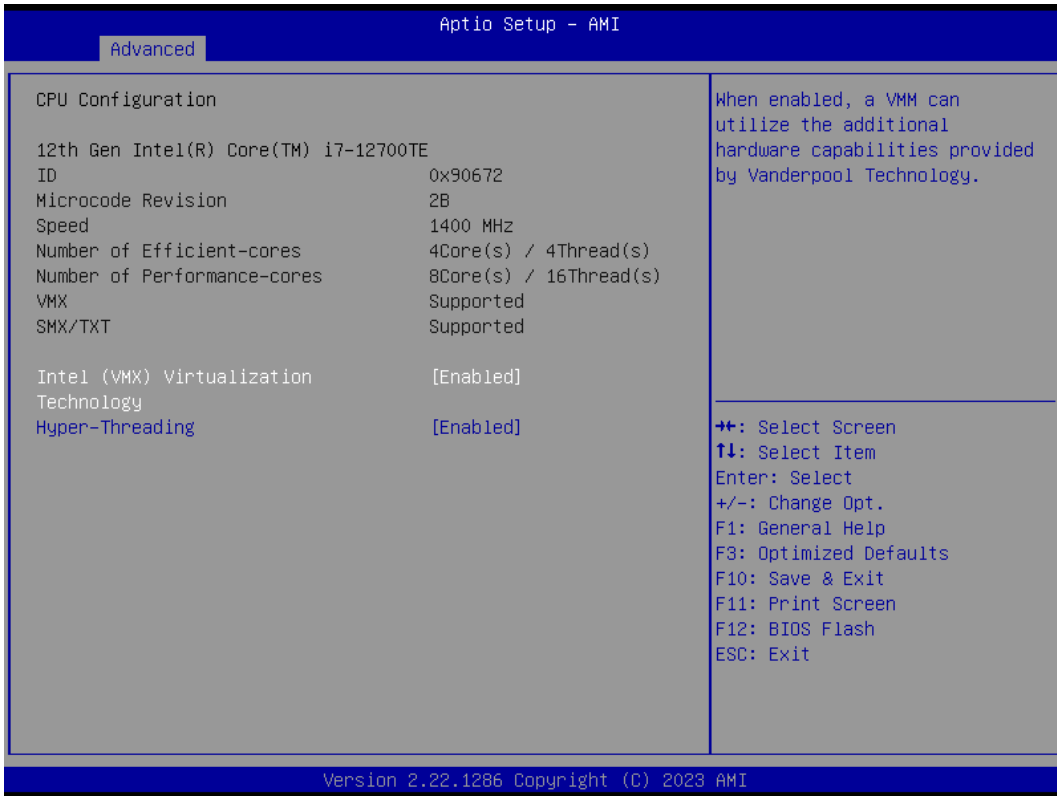 Aptio Setup - AMI
Advanced
CPU Configuration
12th Gen Intel(R) Core(TM) i7-12700TE
ID 0x90672
Microcode Revision 2B
Speed 1400 MHz
Number of Efficient-cores 4Core(s) / 4Thread(s)
Number of Performance-cores 8Core(s) / 16Thread(s)
VMX Supported
SMX/TXT Supported
Intel (VMX) Virtualization [Enabled]
Technology
Hyper-Threading [Enabled]
When enabled, a VMM can
utilize the additional
hardware capabilities provided
by Vanderpool Technology.
→←: Select Screen
↑↓: Select Item
Enter: Select
+/-: Change Opt.
F1: General Help
F3: Optimized Defaults
F10: Save & Exit
F11: Print Screen
F12: BIOS Flash
ESC: Exit
Version 2.22.1286 Copyright (C) 2023 AMI